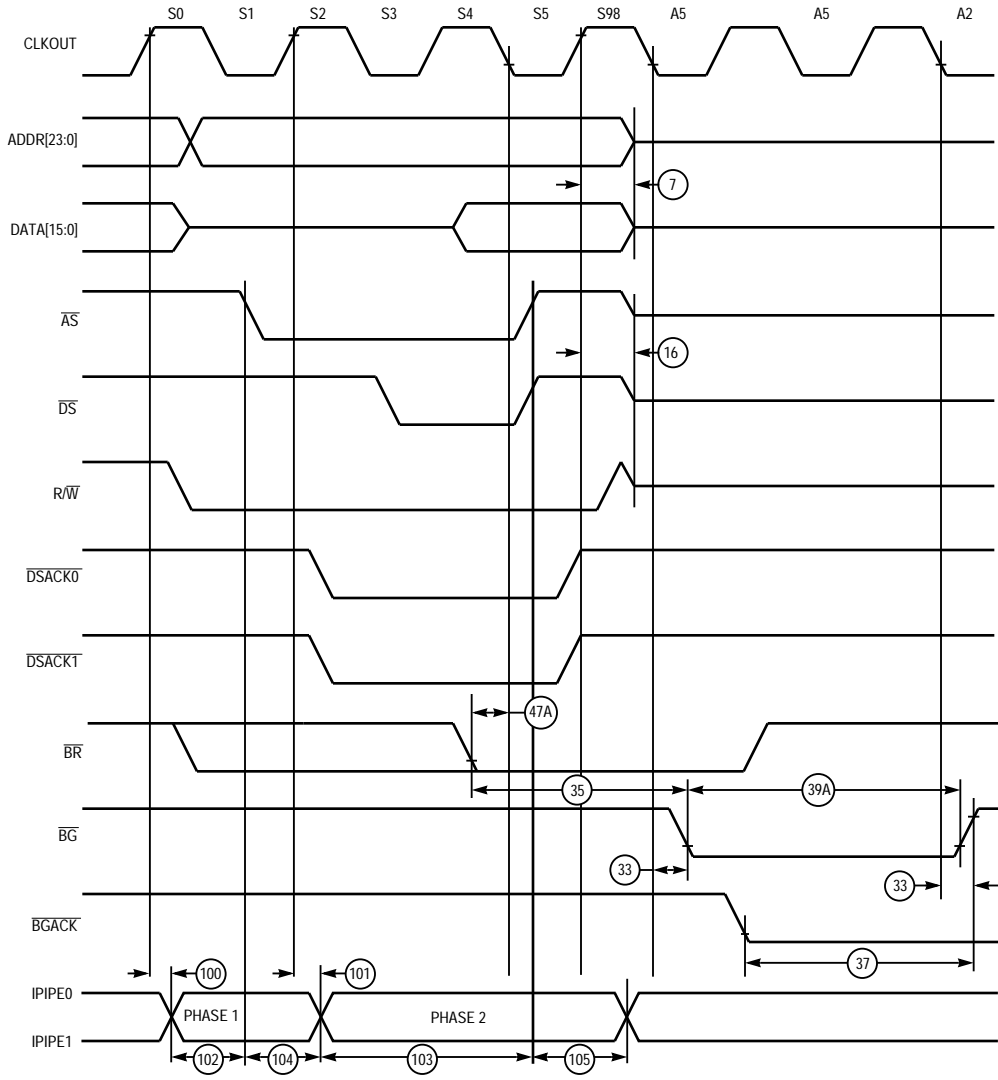 S0 S1 S2 S3 S4 S5 S98 A5 A5 A2
CLKOUT
ADDR[23:0]
7
DATA[15:0]
AS
16
DS
R/W
DSACK0
DSACK1
47A
BR
35 39A
BG
33 33
BGACK
37
100 101
IPIPE0
PHASE 1 PHASE 2
IPIPE1
102 104 103 105